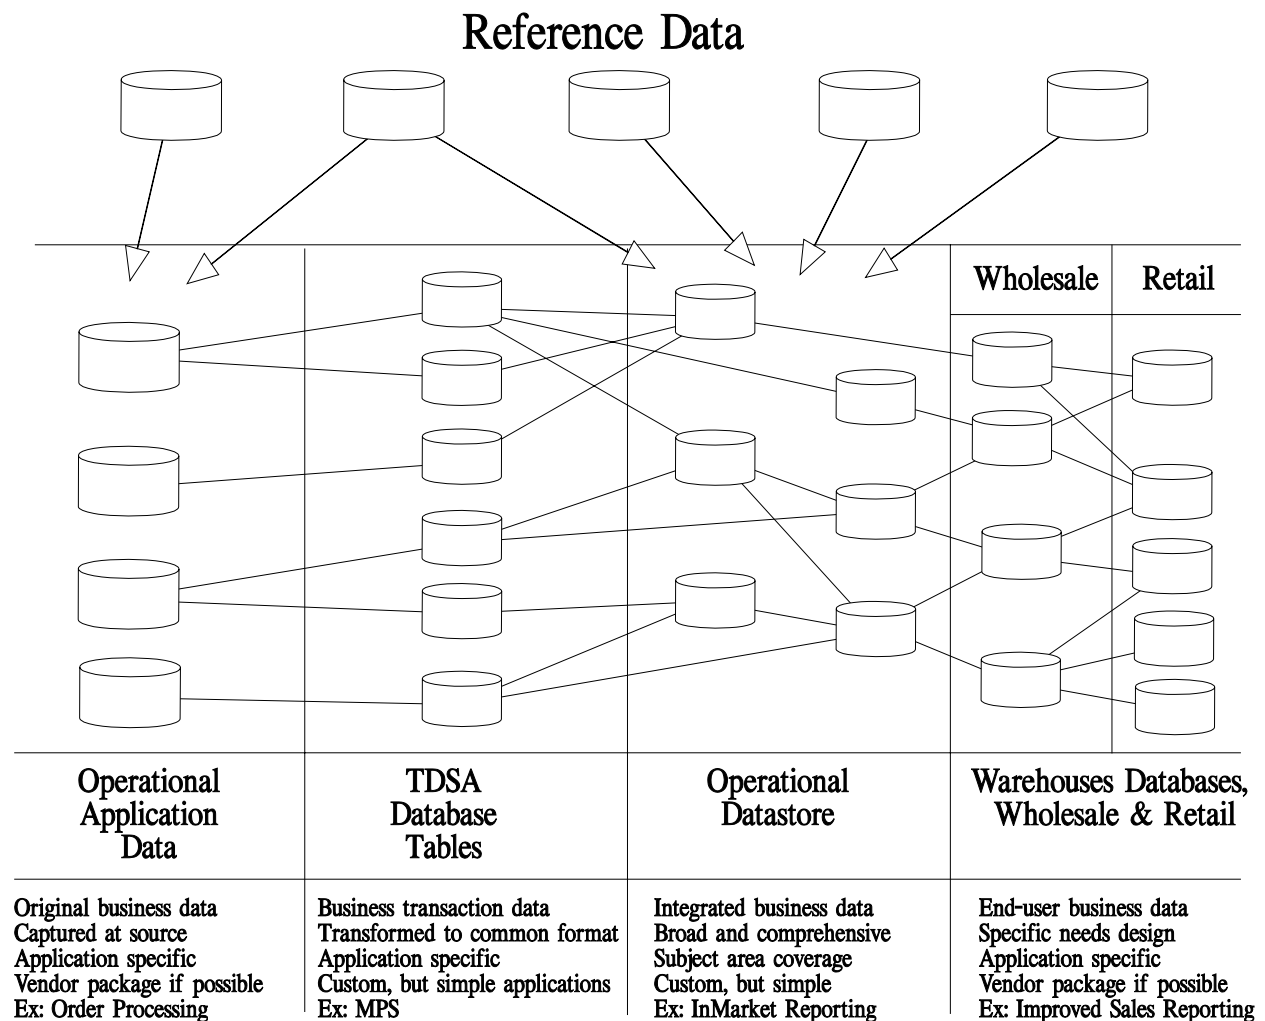 Reference Data
Wholesale
Retail
Operational
Application
Data
TDSA
Database
Tables
Operational
Datastore
Warehouses Databases,
Wholesale & Retail
Original business data
Captured at source
Application specific
Vendor package if possible
Ex: Order Processing
Business transaction data
Transformed to common format
Application specific
Custom, but simple applications
Ex: MPS
Integrated business data
Broad and comprehensive
Subject area coverage
Custom, but simple
Ex: InMarket Reporting
End-user business data
Specific needs design
Application specific
Vendor package if possible
Ex: Improved Sales Reporting